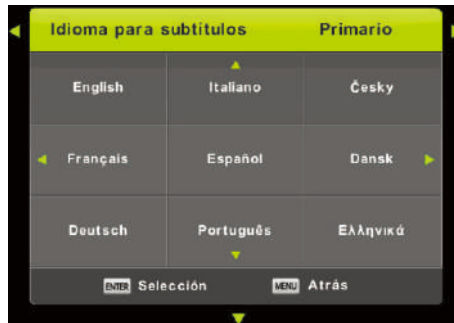 Idioma para subtitulos Primario
English Italiano Česky
Français Español Dansk
Deutsch Português Ελληνικά
ENTER Selección MENU Atrás